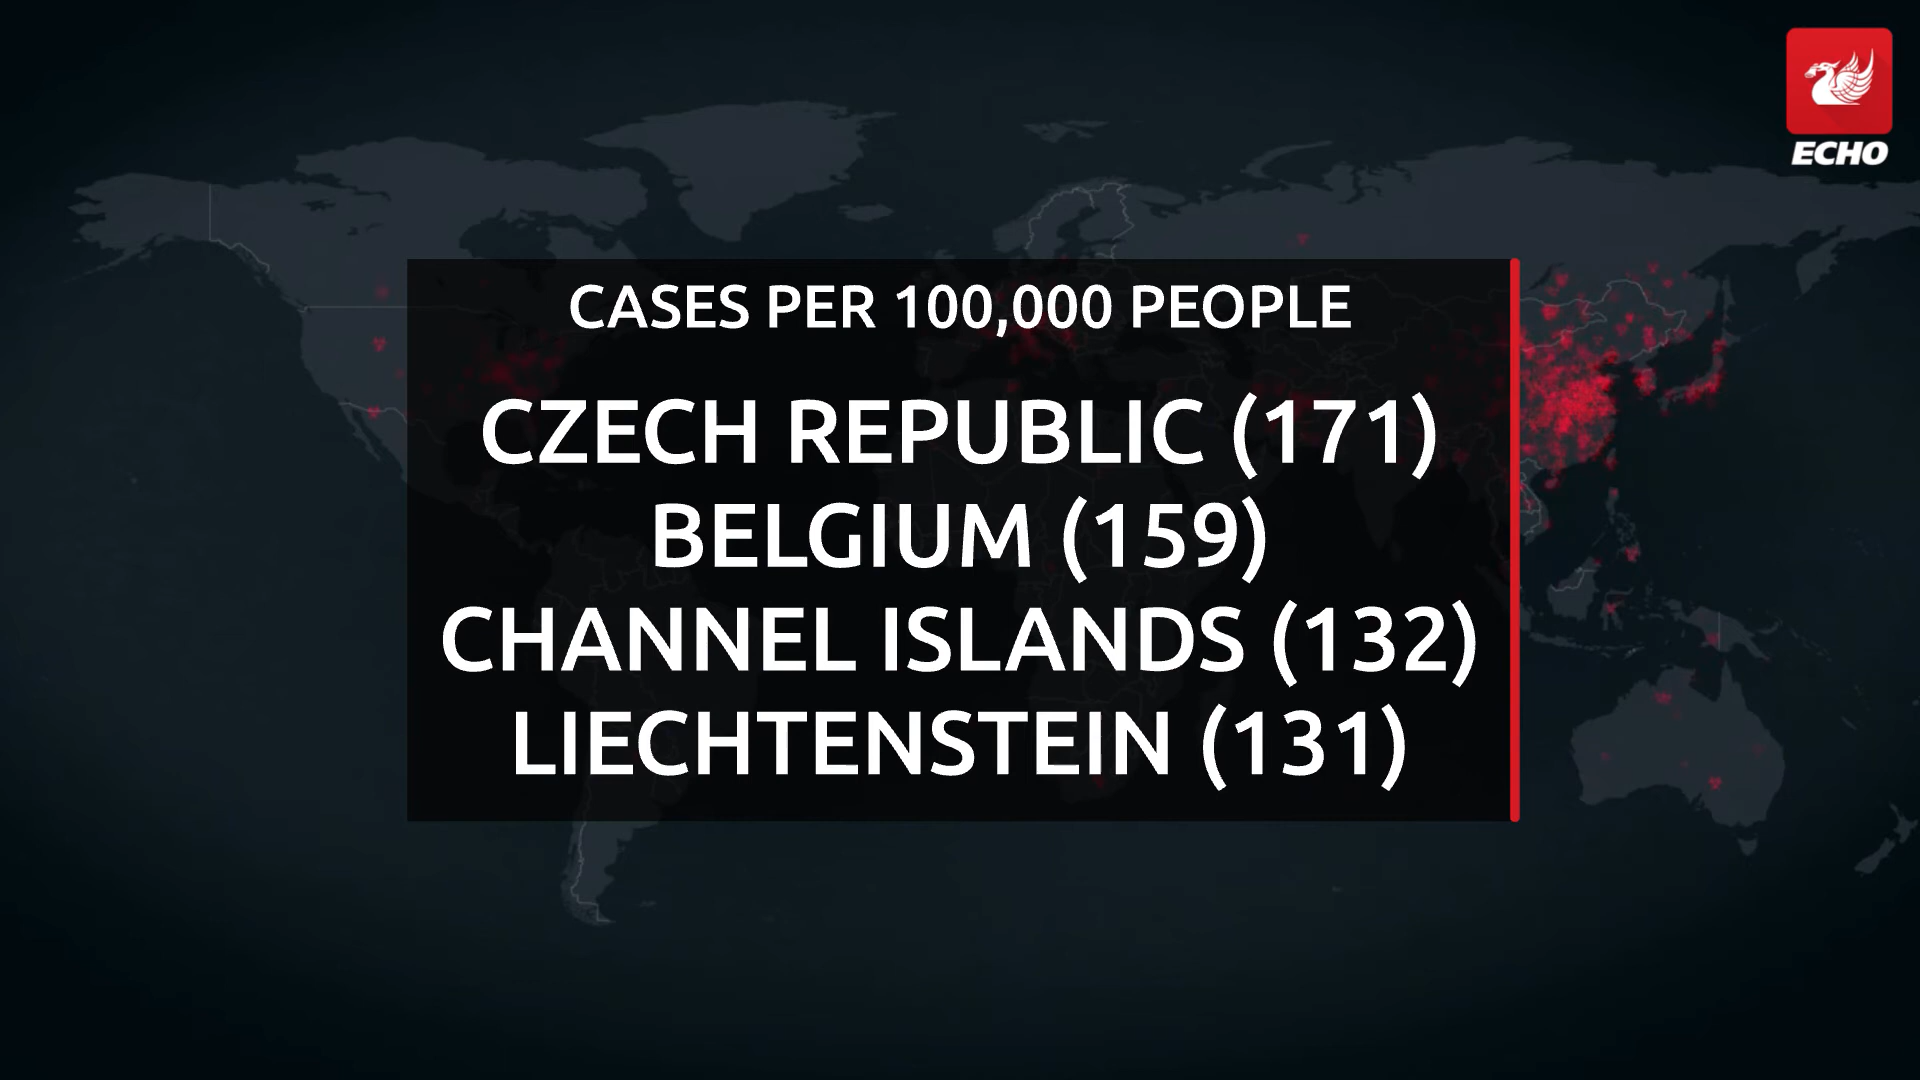 ECHO
CASES PER 100,000 PEOPLE
CZECH REPUBLIC (171)
BELGIUM (159)
CHANNEL ISLANDS (132)
LIECHTENSTEIN (131)